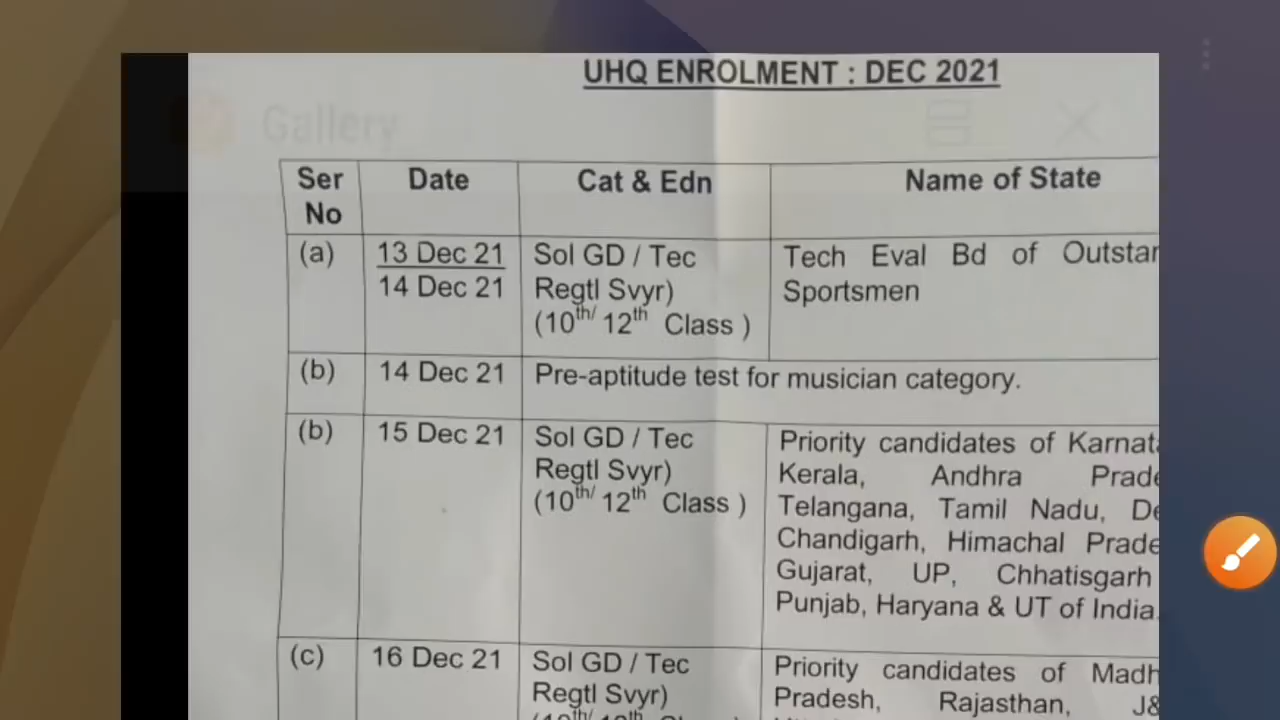 UHQ ENROLMENT : DEC 2021
Gallery
Ser No
Date
Cat & Edn
Name of State
(a)
13 Dec 21
14 Dec 21
Sol GD / Tec
Regtl Svyr)
(10th/ 12th Class )
Tech Eval Bd of
Sportsmen
(b)
14 Dec 21
Pre-aptitude test for musician category.
(b)
15 Dec 21
Sol GD / Tec
Regtl Svyr)
(10th/ 12th Class )
Priority candidates of
Kerala, Andhra
Telangana, Tamil Nadu,
Chandigarh, Himachal
Gujarat, UP, Chhatisgarh
Punjab, Haryana & UT of India
(c)
16 Dec 21
Sol GD / Tec
Regtl Svyr)
Priority candidates of
Pradesh, Rajasthan,